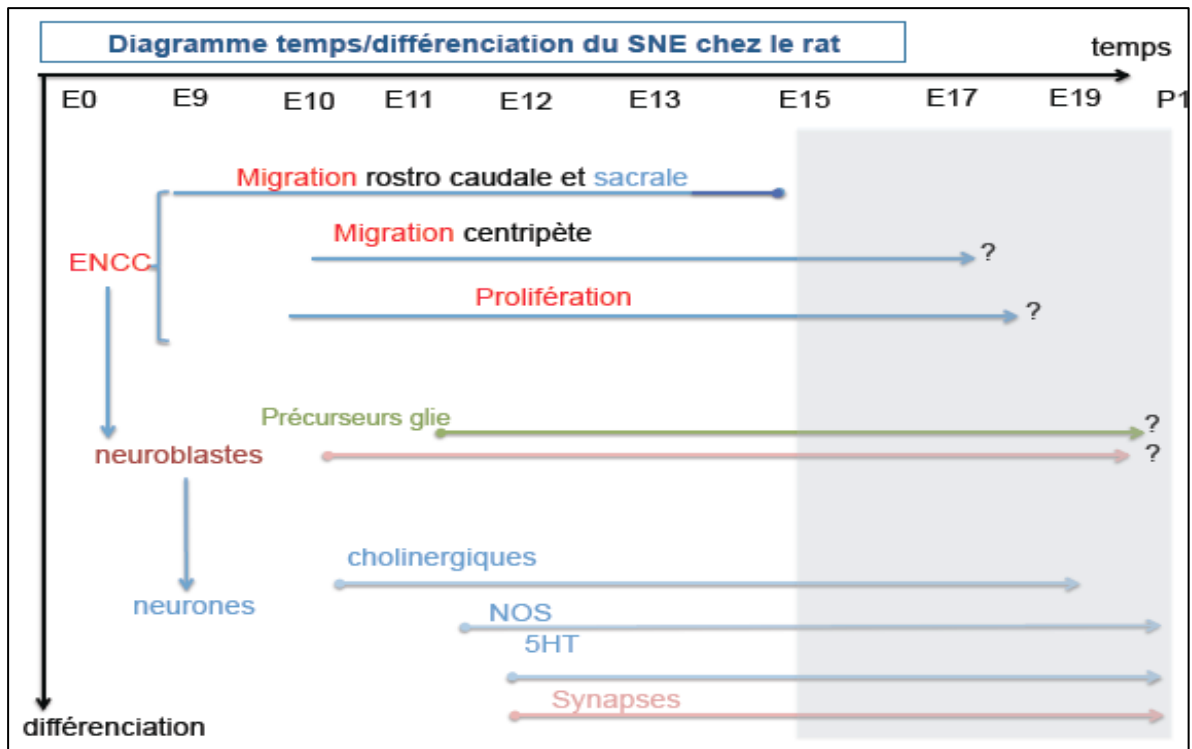 Diagramme temps/différenciation du SNE chez le rat
temps
E0 E9 E10 E11 E12 E13 E15 E17 E19 P1
Migration rostro caudale et sacrale
Migration centripète
?
ENCC
Prolifération
?
Précurseurs glie
?
neuroblastes
?
cholinergiques
neurones
NOS
5HT
Synapses
différenciation